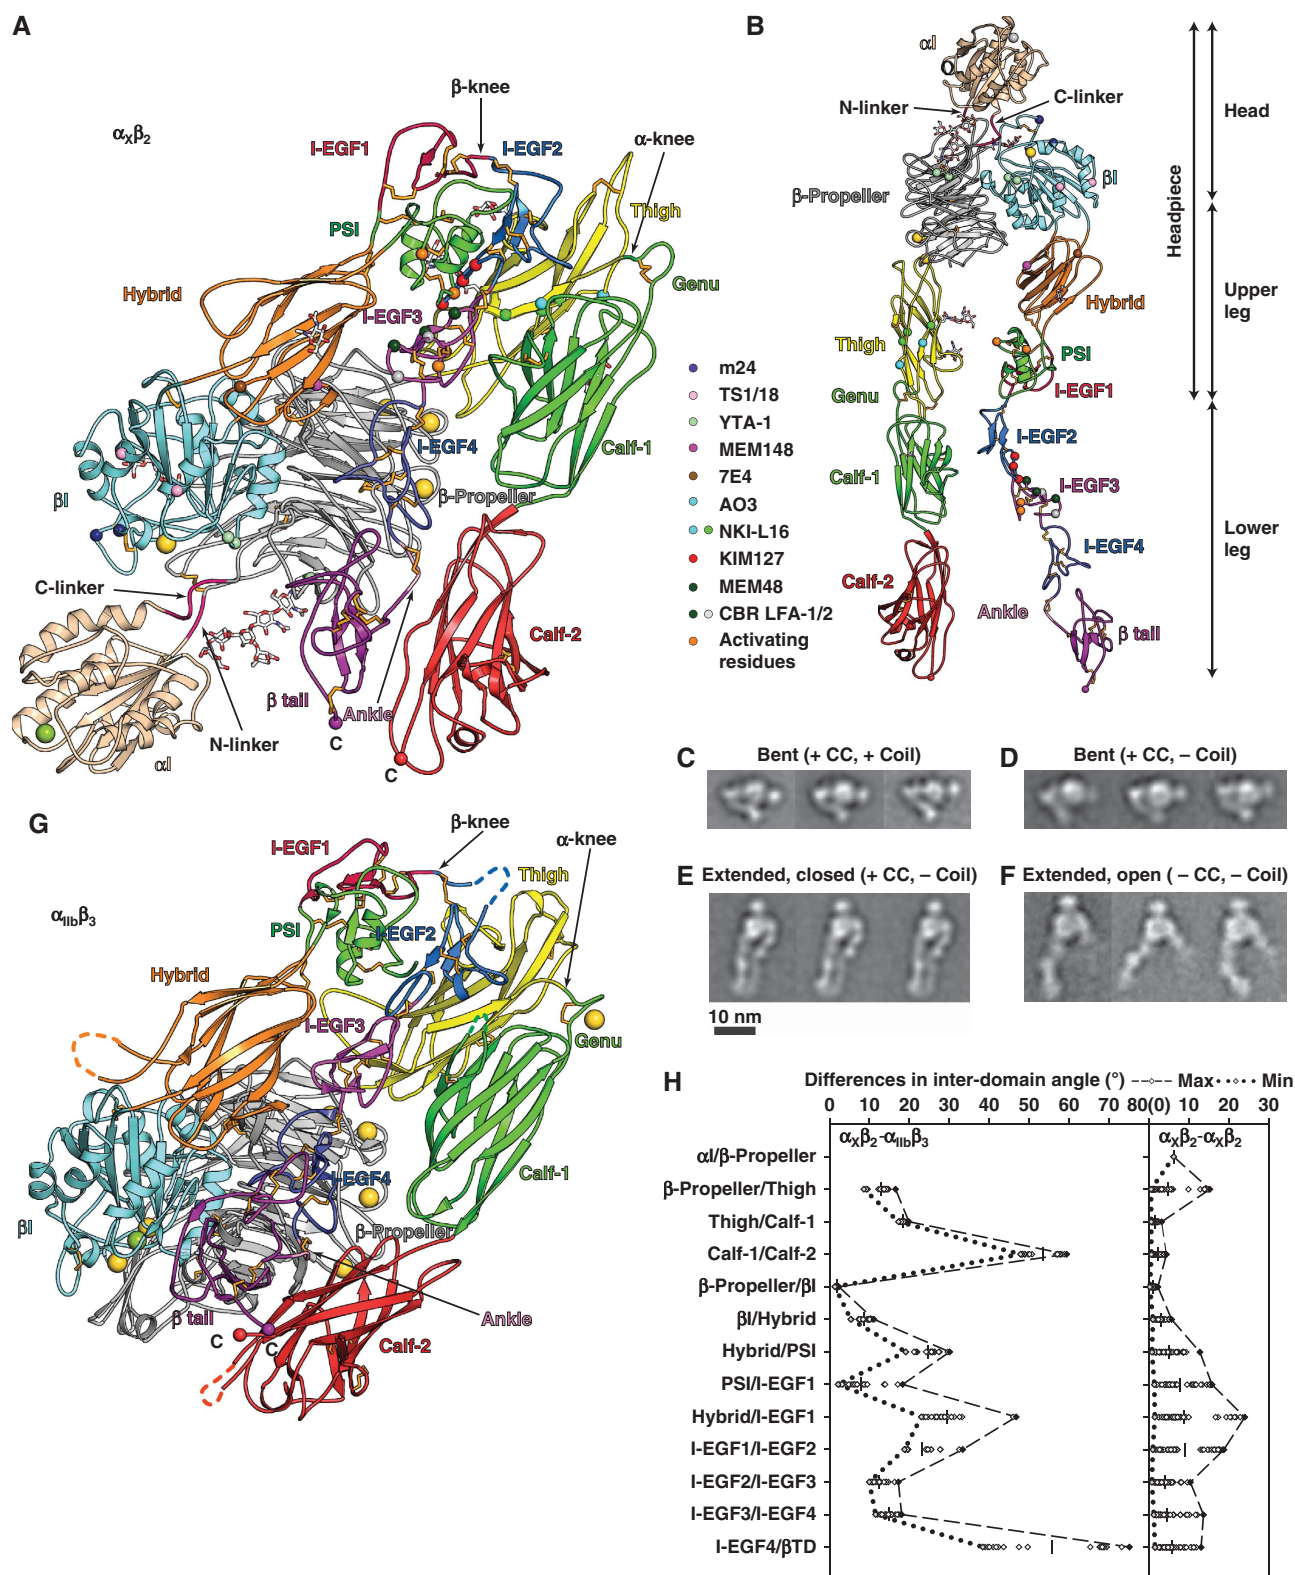 A
αXβ2
β-knee
I-EGF1
I-EGF2
α-knee
PSI
Thigh
Genu
Hybrid
I-EGF3
Calf-1
I-EGF4
β-Propeller
βI
C-linker
Calf-2
β tail
Ankle
C
C
N-linker
αI
m24
TS1/18
YTA-1
MEM148
7E4
AO3
NKI-L16
KIM127
MEM48
CBR LFA-1/2
Activating
residues
B
αI
N-linker
C-linker
Head
β-Propeller
βI
Headpiece
Hybrid
Upper
leg
Thigh
PSI
Genu
I-EGF1
I-EGF2
Calf-1
I-EGF3
Lower
leg
I-EGF4
Calf-2
Ankle
β tail
C
Bent (+ CC, + Coil)
D
Bent (+ CC, – Coil)
E
Extended, closed (+ CC, – Coil)
F
Extended, open ( – CC, – Coil)
10 nm
G
αIIbβ3
β-knee
I-EGF1
α-knee
Thigh
PSI
I-EGF2
Hybrid
I-EGF3
Genu
Calf-1
I-EGF4
βI
β-Propeller
β tail
Ankle
C
C
Calf-2
H
Differences in inter-domain angle (°) Max Min
0 10 20 30 40 50 60 70 80(0) 10 20 30
αXβ2-αIIbβ3 αXβ2-αXβ2
αI/β-Propeller
β-Propeller/Thigh
Thigh/Calf-1
Calf-1/Calf-2
β-Propeller/βI
βI/Hybrid
Hybrid/PSI
PSI/I-EGF1
Hybrid/I-EGF1
I-EGF1/I-EGF2
I-EGF2/I-EGF3
I-EGF3/I-EGF4
I-EGF4/βTD